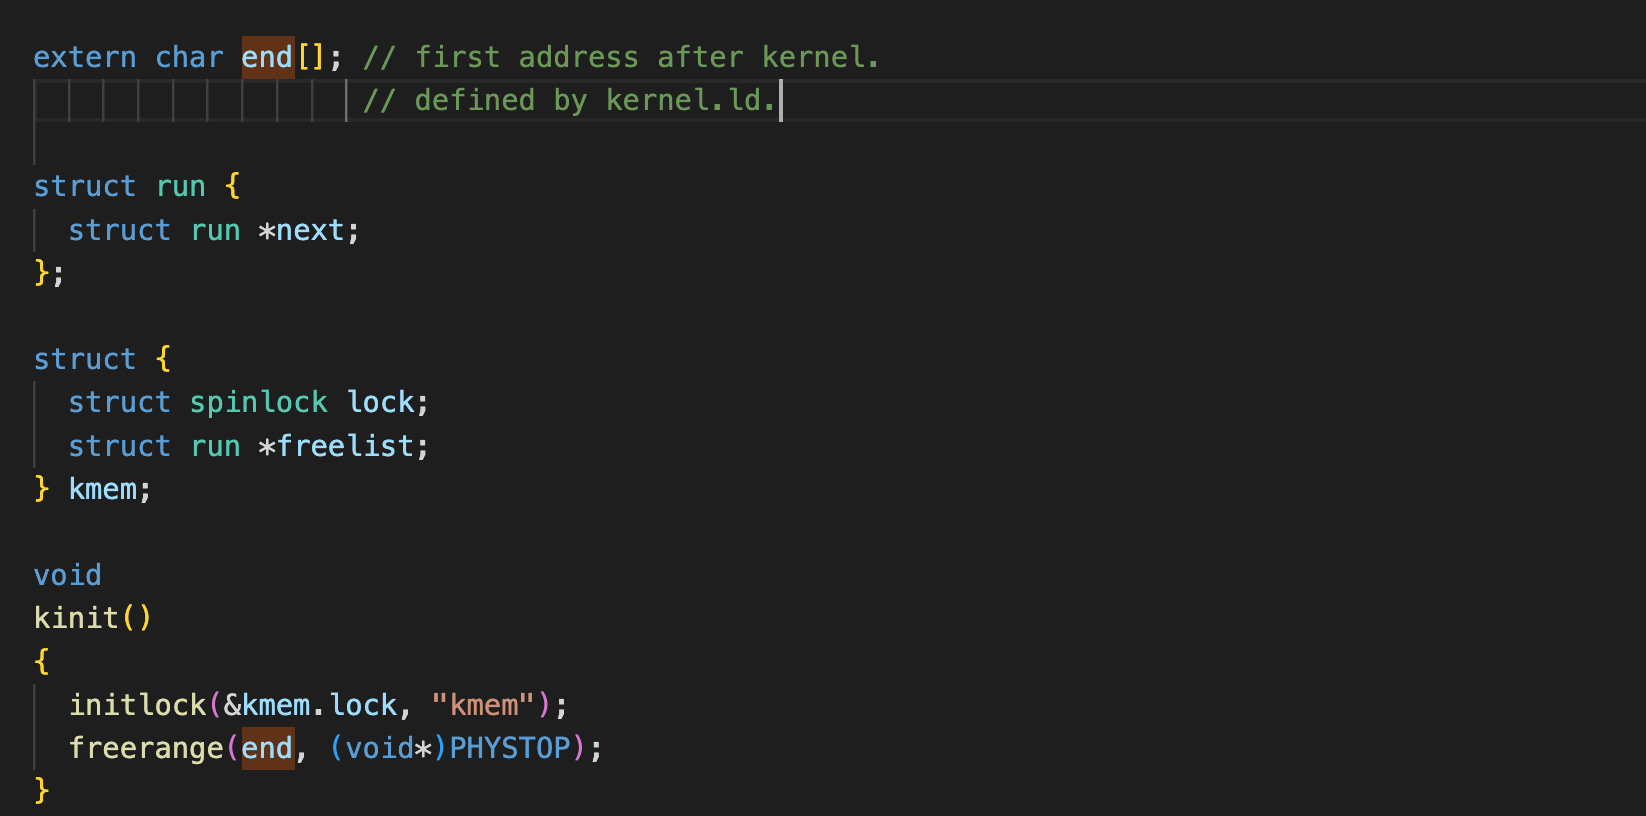 extern char end[]; // first address after kernel.
                   // defined by kernel.ld.

struct run {
  struct run *next;
};

struct {
  struct spinlock lock;
  struct run *freelist;
} kmem;

void
kinit()
{
  initlock(&kmem.lock, "kmem");
  freerange(end, (void*)PHYSTOP);
}